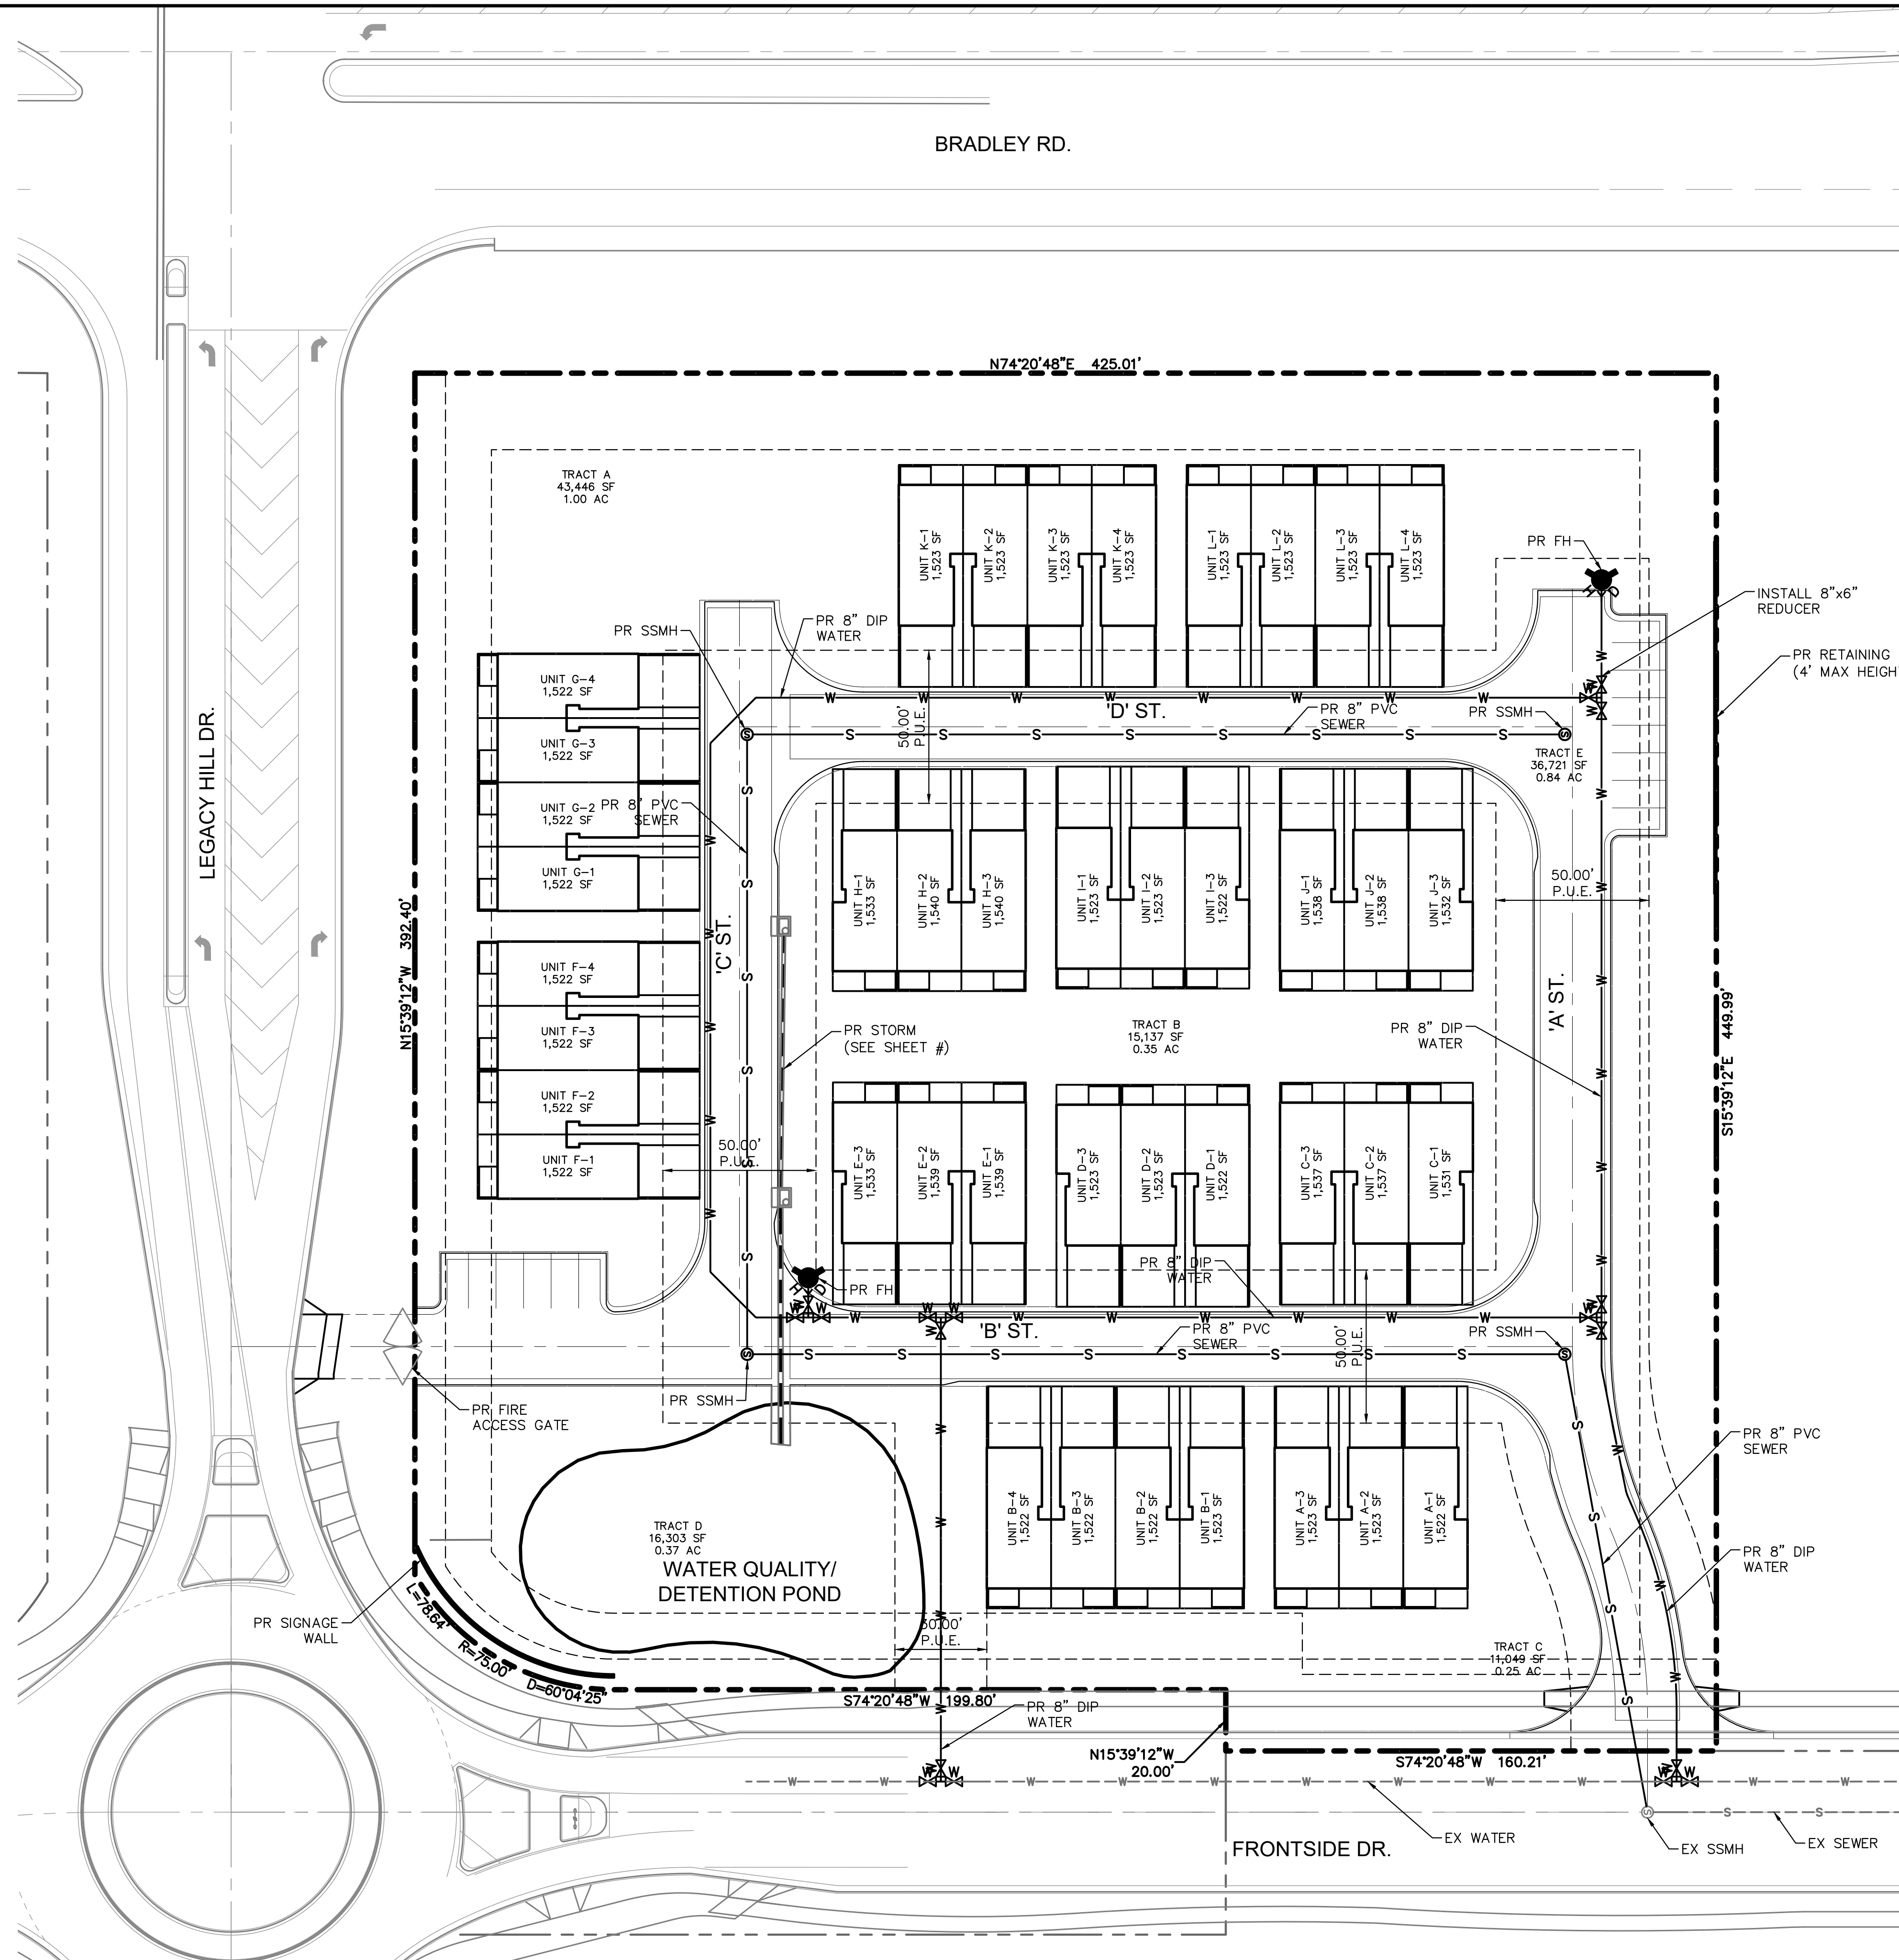 BRADLEY RD.
N74°20'48"E 425.01'
TRACT A
43,446 SF
1.00 AC
UNIT K-1
1,523 SF
UNIT K-2
1,523 SF
UNIT K-3
1,523 SF
UNIT K-4
1,523 SF
UNIT L-1
1,523 SF
UNIT L-2
1,523 SF
UNIT L-3
1,523 SF
UNIT L-4
1,523 SF
PR FH
H
D
INSTALL 8"x6"
REDUCER
PR RETAINING
(4' MAX HEIGH
PR SSMH
PR 8" DIP
WATER
UNIT G-4
1,522 SF
UNIT G-3
1,522 SF
UNIT G-2
1,522 SF
UNIT G-1
1,522 SF
50.00'
P.U.E.
'D' ST.
PR 8" PVC
SEWER
PR SSMH
TRACT E
36,721 SF
0.84 AC
LEGACY HILL DR.
PR 8' PVC
SEWER
UNIT H-1
1,533 SF
UNIT H-2
1,540 SF
UNIT H-3
1,540 SF
UNIT I-1
1,523 SF
UNIT I-2
1,523 SF
UNIT I-3
1,522 SF
UNIT J-1
1,538 SF
UNIT J-2
1,538 SF
UNIT J-3
1,532 SF
50.00'
P.U.E.
N15°39'12"W 392.40'
'C' ST.
UNIT F-4
1,522 SF
UNIT F-3
1,522 SF
UNIT F-2
1,522 SF
UNIT F-1
1,522 SF
PR STORM
(SEE SHEET #)
TRACT B
15,137 SF
0.35 AC
PR 8" DIP
WATER
'A' ST.
S15°39'12"E 449.99'
50.00'
P.U.E.
UNIT E-3
1,533 SF
UNIT E-2
1,539 SF
UNIT E-1
1,539 SF
UNIT D-3
1,523 SF
UNIT D-2
1,523 SF
UNIT D-1
1,522 SF
UNIT C-3
1,537 SF
UNIT C-2
1,537 SF
UNIT C-1
1,531 SF
PR 8" DIP
WATER
H
D
PR FH
'B' ST.
PR 8" PVC
SEWER
50.00'
P.U.E.
PR SSMH
PR SSMH
PR FIRE
ACCESS GATE
PR 8" PVC
SEWER
UNIT B-4
1,522 SF
UNIT B-3
1,522 SF
UNIT B-2
1,522 SF
UNIT B-1
1,523 SF
UNIT A-3
1,523 SF
UNIT A-2
1,523 SF
UNIT A-1
1,522 SF
TRACT D
16,303 SF
0.37 AC
WATER QUALITY/
DETENTION POND
PR 8" DIP
WATER
PR SIGNAGE
WALL
L=78.64'
R=75.00'
D=60°04'25"
30.00'
P.U.E.
TRACT C
11,049 SF
0.25 AC
S74°20'48"W 199.80'
PR 8" DIP
WATER
N15°39'12"W
20.00'
S74°20'48"W 160.21'
FRONTSIDE DR.
EX WATER
EX SSMH
EX SEWER